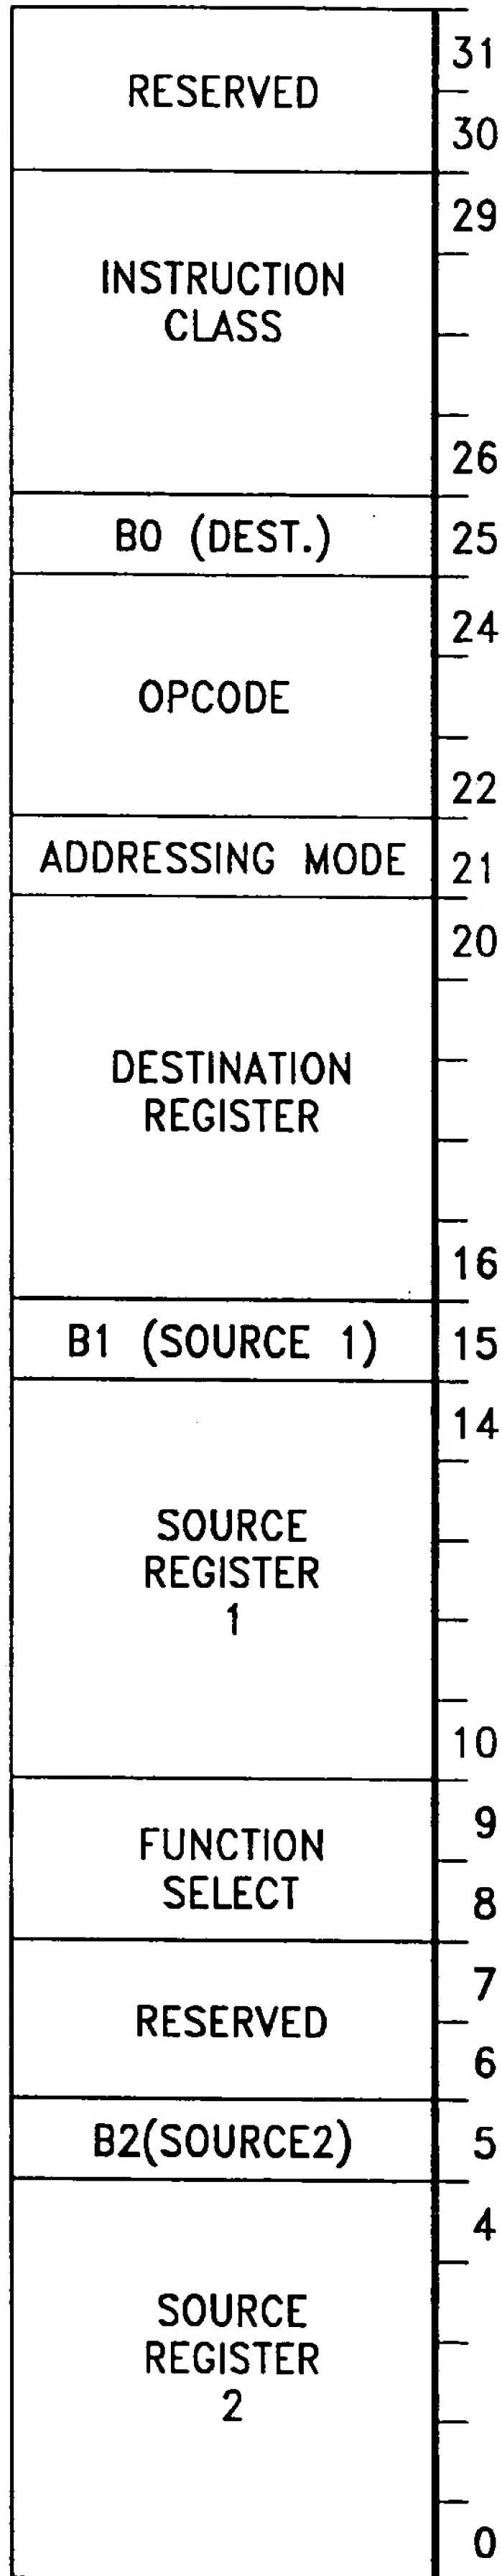 RESERVED
31
30
INSTRUCTION
CLASS
29
26
B0 (DEST.)
25
OPCODE
24
22
ADDRESSING MODE
21
DESTINATION
REGISTER
20
16
B1 (SOURCE 1)
15
SOURCE
REGISTER
1
14
10
FUNCTION
SELECT
9
8
RESERVED
7
6
B2(SOURCE2)
5
SOURCE
REGISTER
2
4
0